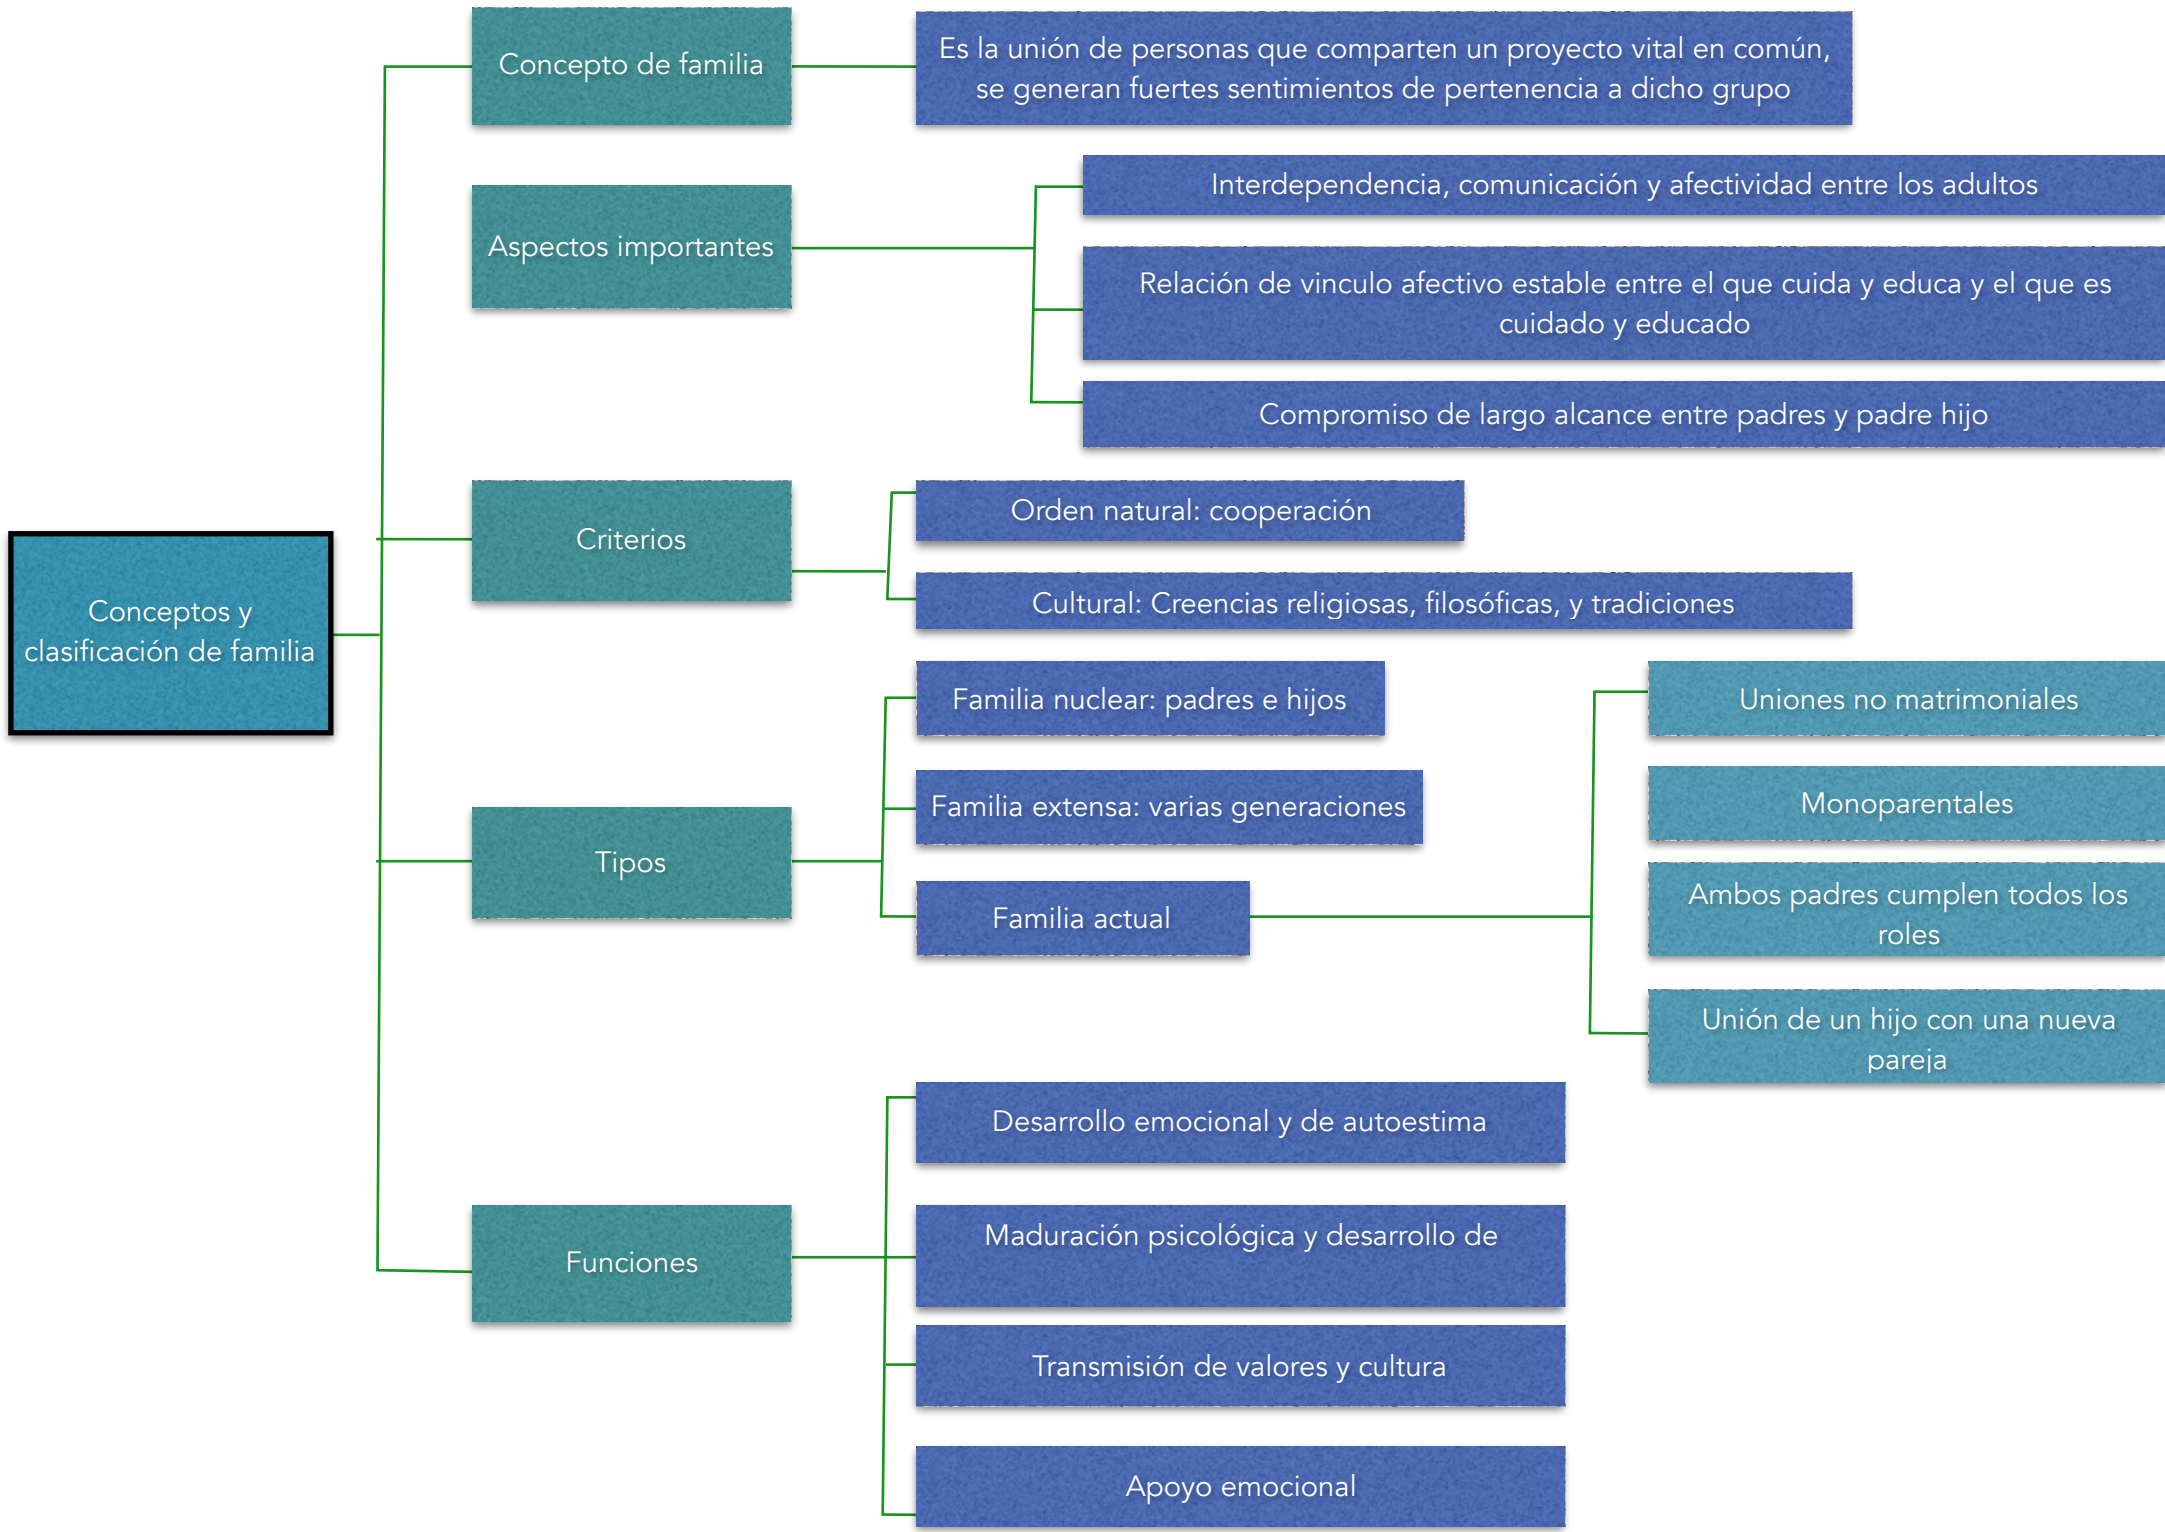 Concepto de familia
Es la unión de personas que comparten un proyecto vital en común,
se generan fuertes sentimientos de pertenencia a dicho grupo
Aspectos importantes
Interdependencia, comunicación y afectividad entre los adultos
Relación de vinculo afectivo estable entre el que cuida y educa y el que es
cuidado y educado
Compromiso de largo alcance entre padres y padre hijo
Conceptos y
clasificación de familia
Criterios
Orden natural: cooperación
Cultural: Creencias religiosas, filosóficas, y tradiciones
Tipos
Familia nuclear: padres e hijos
Familia extensa: varias generaciones
Familia actual
Uniones no matrimoniales
Monoparentales
Ambos padres cumplen todos los
roles
Unión de un hijo con una nueva
pareja
Funciones
Desarrollo emocional y de autoestima
Maduración psicológica y desarrollo de
Transmisión de valores y cultura
Apoyo emocional